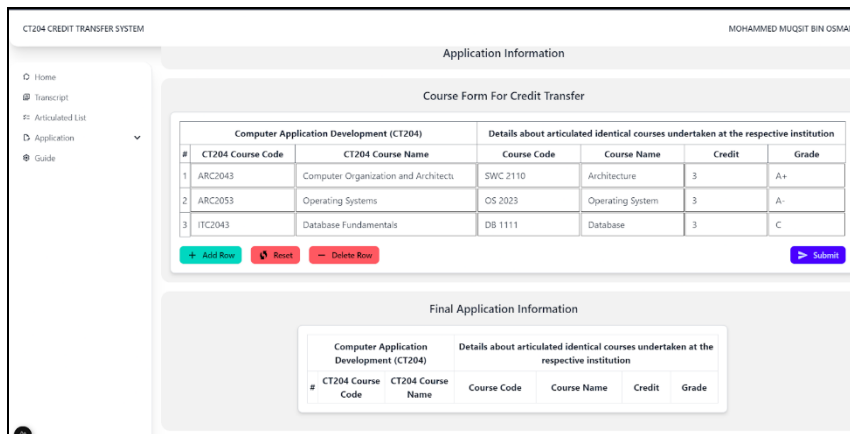 CT204 CREDIT TRANSFER SYSTEM
MOHAMMED MUQSIT BIN OSMAN
Home
Transcript
Articulated List
Application
Guide
Application Information
Course Form For Credit Transfer
Computer Application Development (CT204) Details about articulated identical courses undertaken at the respective institution
# CT204 Course Code CT204 Course Name Course Code Course Name Credit Grade
1 ARC2043 Computer Organization and Architectu SWC 2110 Architecture 3 A+
2 ARC2053 Operating Systems OS 2023 Operating System 3 A-
3 ITC2043 Database Fundamentals DB 1111 Database 3 C
+ Add Row Reset − Delete Row Submit
Final Application Information
Computer Application Details about articulated identical courses undertaken at the
Development (CT204) respective institution
# CT204 Course CT204 Course Course Code Course Name Credit Grade
Code Name